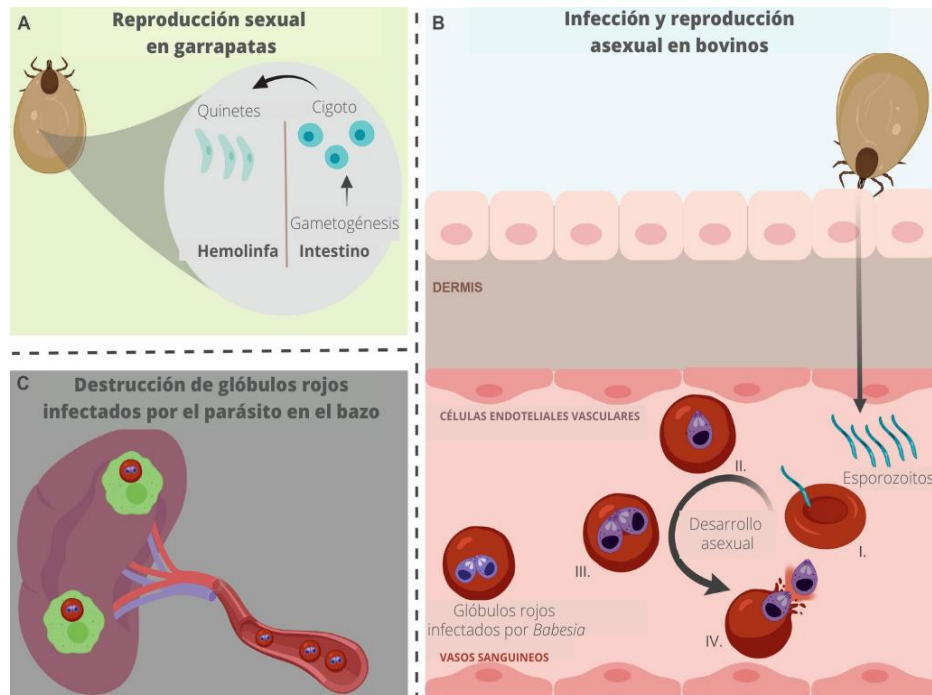 A
Reproducción sexual
en garrapatas
Quinetes
Cigoto
Gametogénesis
Hemolinfa
Intestino
B
Infección y reproducción
asexual en bovinos
DERMIS
CÉLULAS ENDOTELIALES VASCULARES
II.
Esporozoitos
Desarrollo
asexual
I.
III.
Glóbulos rojos
infectados por Babesia
IV.
VASOS SANGUINEOS
C
Destrucción de glóbulos rojos
infectados por el parásito en el bazo